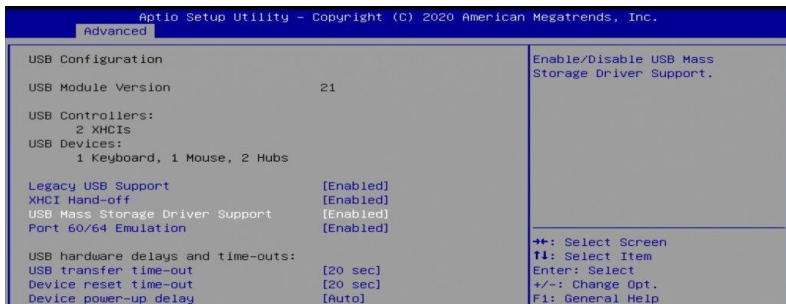 Aptio Setup Utility – Copyright (C) 2020 American Megatrends, Inc.
Advanced
USB Configuration
USB Module Version 21
USB Controllers:
2 XHCIs
USB Devices:
1 Keyboard, 1 Mouse, 2 Hubs
Legacy USB Support [Enabled]
XHCI Hand-off [Enabled]
USB Mass Storage Driver Support [Enabled]
Port 60/64 Emulation [Enabled]
USB hardware delays and time-outs:
USB transfer time-out [20 sec]
Device reset time-out [20 sec]
Device power-up delay [Auto]
Enable/Disable USB Mass
Storage Driver Support.
→←: Select Screen
↑↓: Select Item
Enter: Select
+/-: Change Opt.
F1: General Help